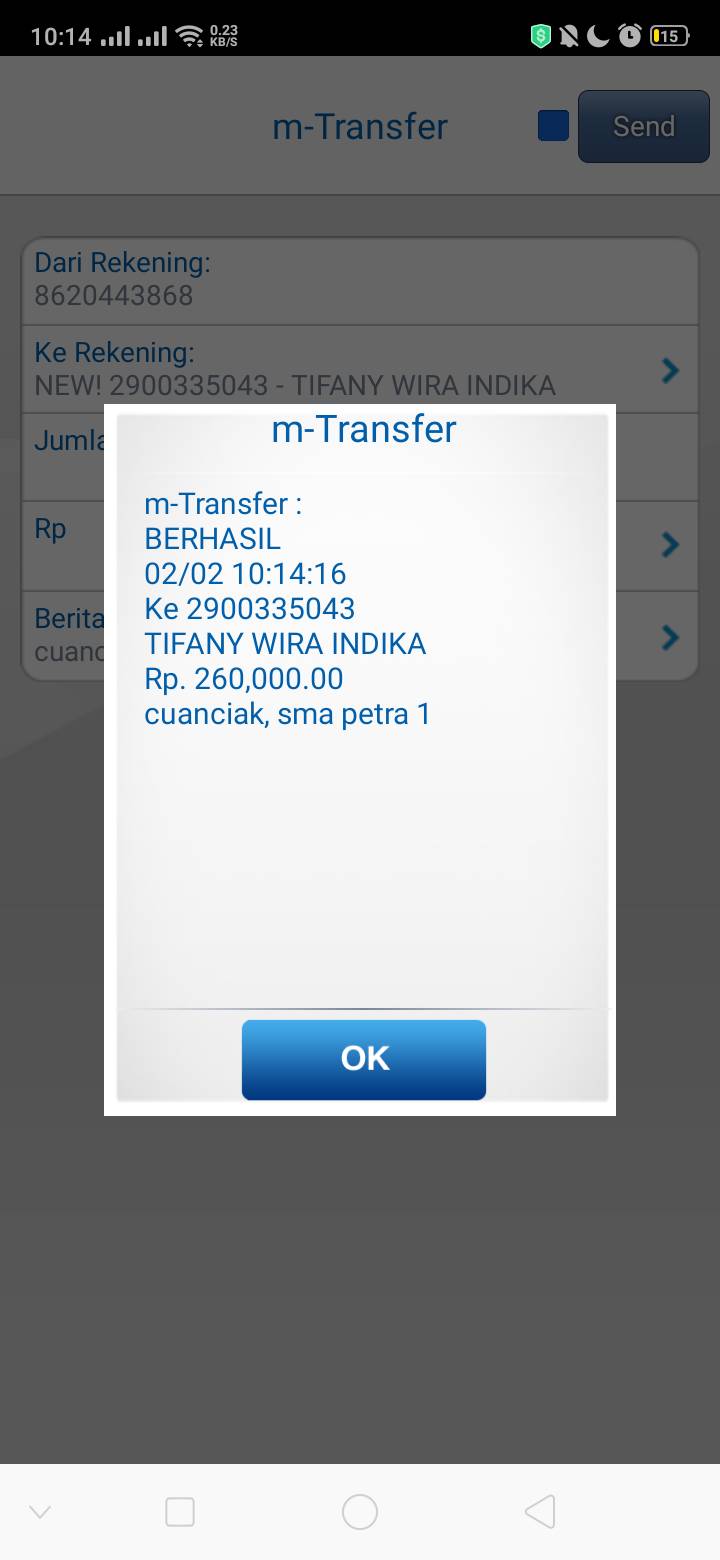 10:14
0.23
KB/S
15
m-Transfer
Send
Dari Rekening:
8620443868
Ke Rekening:
NEW! 2900335043 - TIFANY WIRA INDIKA
Rp
Berita
m-Transfer
m-Transfer :
BERHASIL
02/02 10:14:16
Ke 2900335043
TIFANY WIRA INDIKA
Rp. 260,000.00
cuanciak, sma petra 1
OK